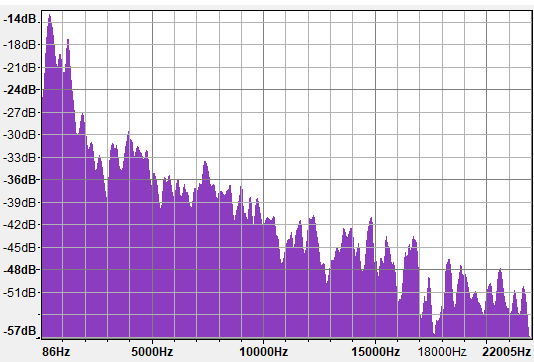 -14dB
-18dB
-21dB
-24dB
-27dB
-30dB
-33dB
-36dB
-39dB
-42dB
-45dB
-48dB
-51dB
-57dB
86Hz 5000Hz 10000Hz 15000Hz 18000Hz 22005Hz